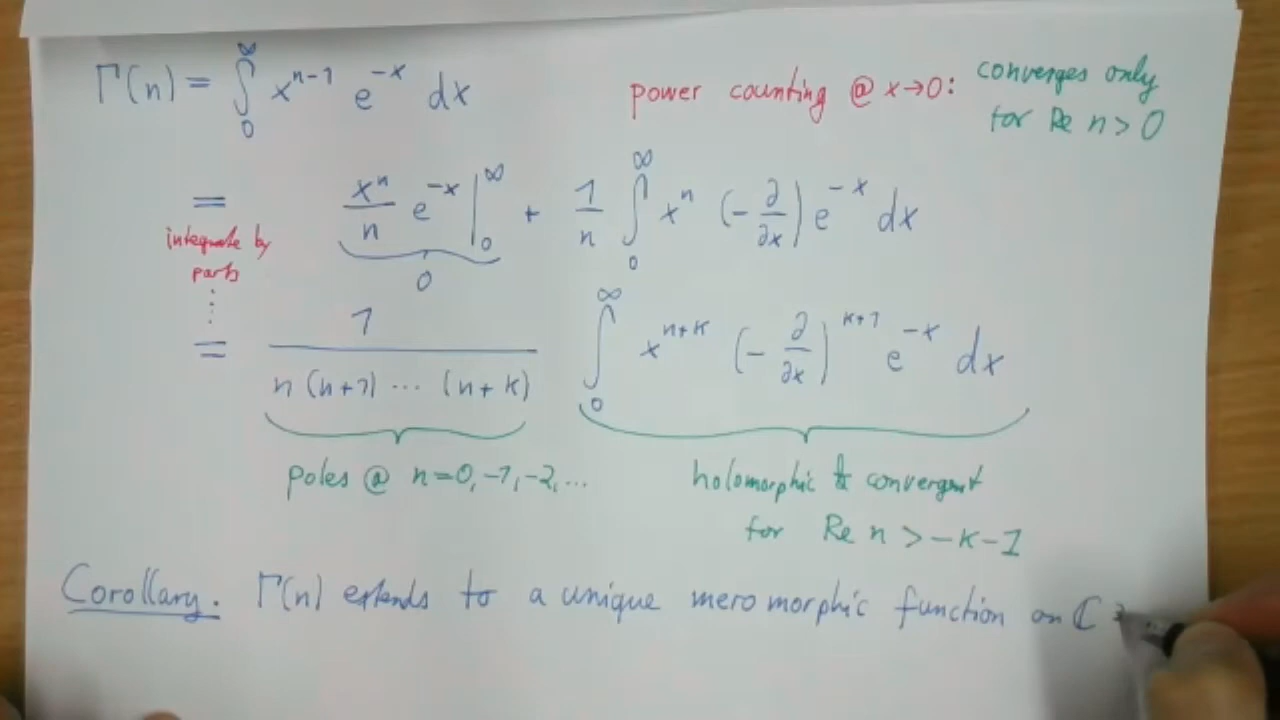 Γ(n) = ∫₀^∞ x^{n-1} e^{-x} dx
power counting @ x→0: converges only
for Re n > 0
= x^n/n e^{-x} |₀^∞ + 1/n ∫₀^∞ x^n (-∂/∂x) e^{-x} dx
integrate by
parts
0
⋮
= 1/(n (n+1) ... (n+k)) ∫₀^∞ x^{n+k} (-∂/∂x)^{k+1} e^{-x} dx
poles @ n=0,-1,-2,...
holomorphic & convergent
for Re n > -k-1
Corollary. Γ(n) extends to a unique meromorphic function on ℂ